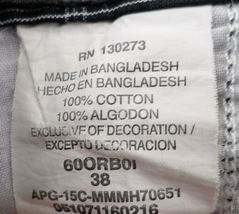 RN 130273
MADE IN BANGLADESH
HECHO EN BANGLADESH
100% COTTON
100% ALGODON
EXCLUSIVE OF DECORATION /
EXCEPTO DECORACION
60ORB01
38
APG-15C-MMMH70651
051071160216